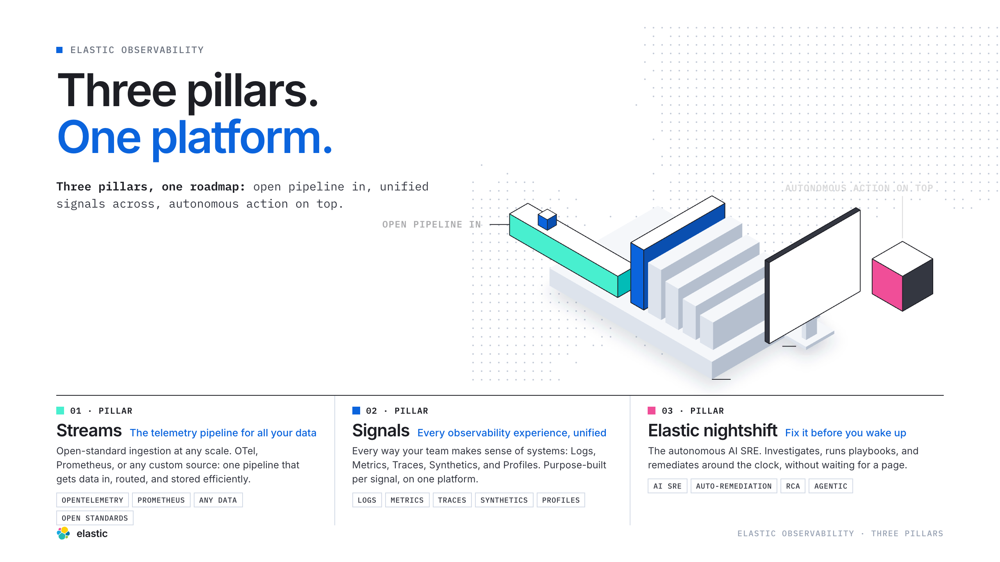 ELASTIC OBSERVABILITY
Three pillars.
One platform.
Three pillars, one roadmap: open pipeline in, unified
signals across, autonomous action on top.
AUTONOMOUS ACTION ON TOP
OPEN PIPELINE IN
01 · PILLAR
Streams The telemetry pipeline for all your data
Open-standard ingestion at any scale. OTel,
Prometheus, or any custom source: one pipeline that
gets data in, routed, and stored efficiently.
OPENTELEMETRY PROMETHEUS ANY DATA
OPEN STANDARDS
02 · PILLAR
Signals Every observability experience, unified
Every way your team makes sense of systems: Logs,
Metrics, Traces, Synthetics, and Profiles. Purpose-built
per signal, on one platform.
LOGS METRICS TRACES SYNTHETICS PROFILES
03 · PILLAR
Elastic nightshift Fix it before you wake up
The autonomous AI SRE. Investigates, runs playbooks, and
remediates around the clock, without waiting for a page.
AI SRE AUTO-REMEDIATION RCA AGENTIC
elastic
ELASTIC OBSERVABILITY · THREE PILLARS